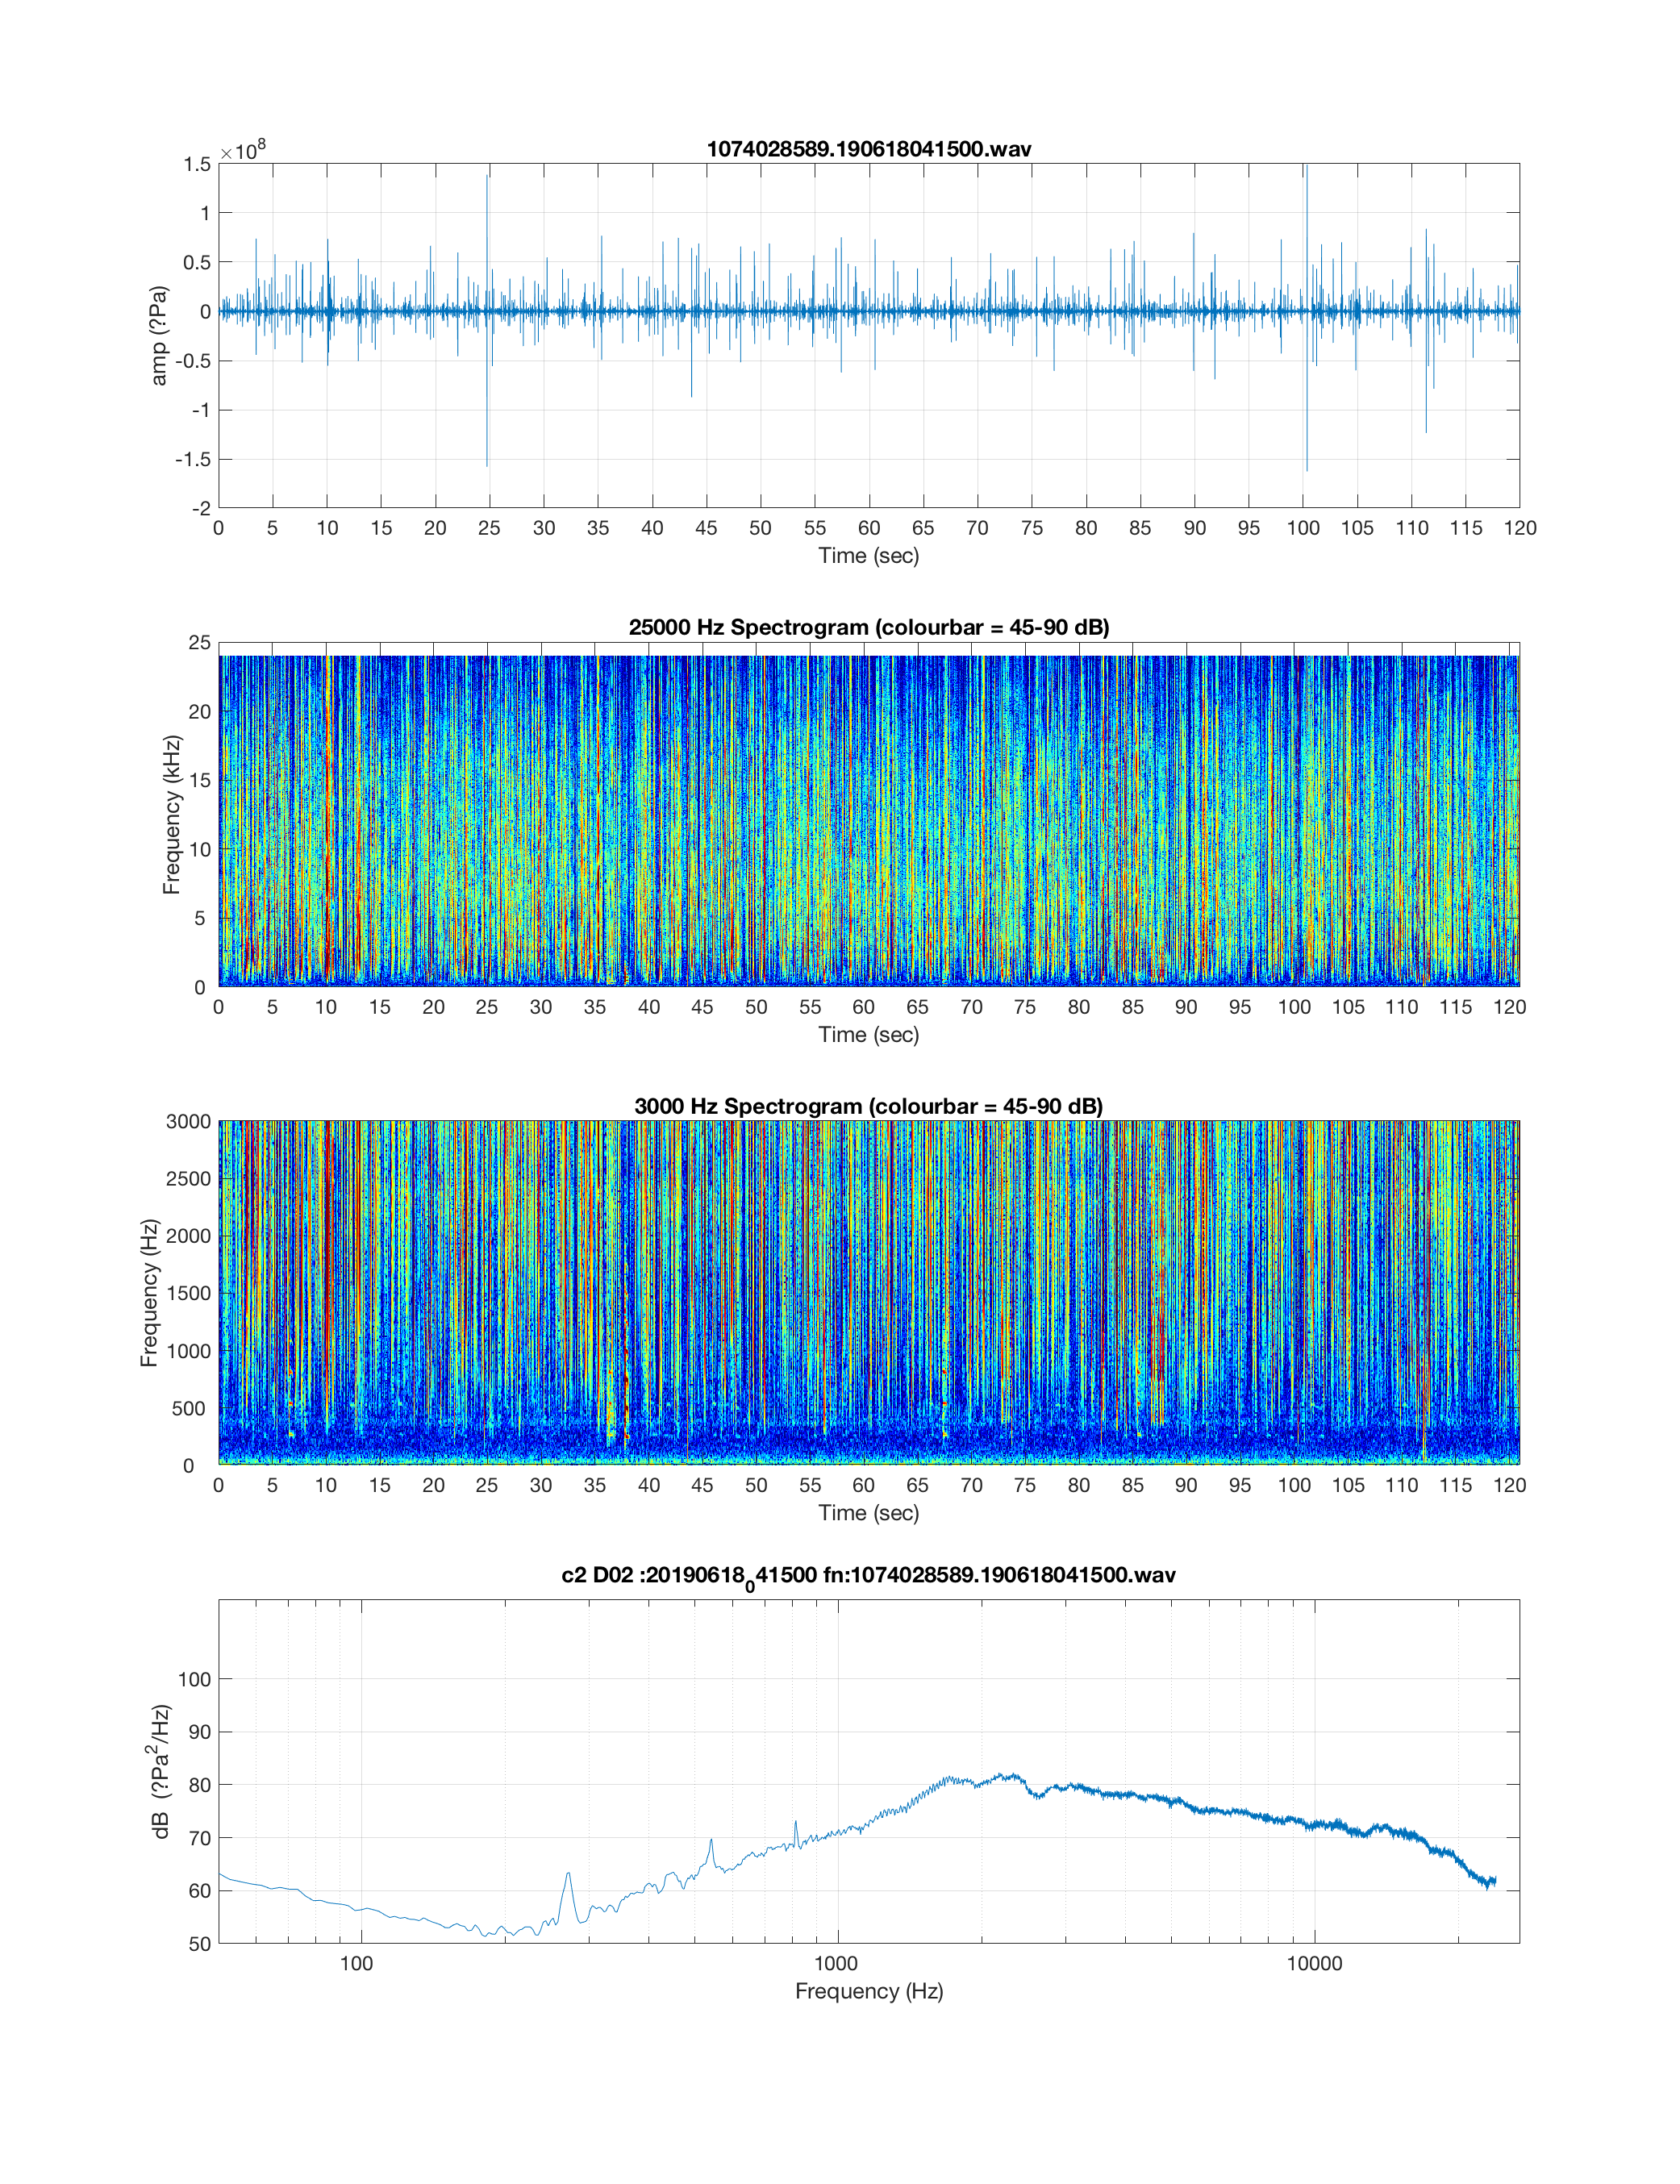 1074028589.190618041500.wav
×10^8
1.5
1
0.5
0
-0.5
-1
-1.5
-2
amp (?Pa)
0 5 10 15 20 25 30 35 40 45 50 55 60 65 70 75 80 85 90 95 100 105 110 115 120
Time (sec)
25000 Hz Spectrogram (colourbar = 45-90 dB)
25
20
15
10
5
0
Frequency (kHz)
0 5 10 15 20 25 30 35 40 45 50 55 60 65 70 75 80 85 90 95 100 105 110 115 120
Time (sec)
3000 Hz Spectrogram (colourbar = 45-90 dB)
3000
2500
2000
1500
1000
500
0
Frequency (Hz)
0 5 10 15 20 25 30 35 40 45 50 55 60 65 70 75 80 85 90 95 100 105 110 115 120
Time (sec)
c2 D02 :20190618_041500 fn:1074028589.190618041500.wav
100
90
80
70
60
50
dB (?Pa^2/Hz)
100 1000 10000
Frequency (Hz)